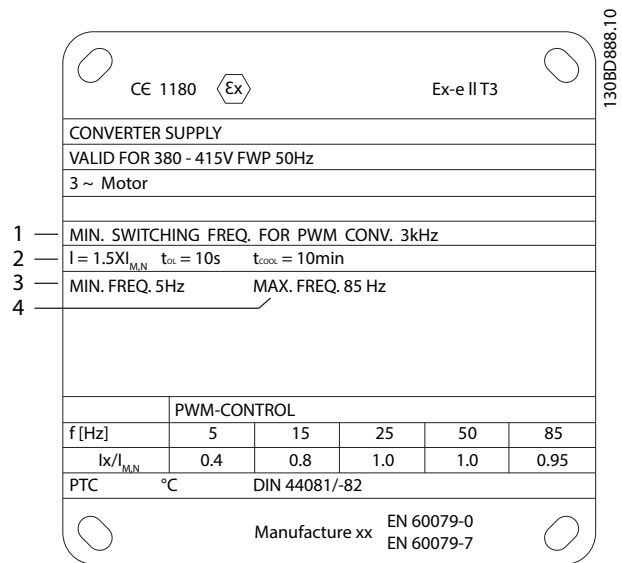 130BD888.10
CE 1180 Ex Ex-e ll T3
CONVERTER SUPPLY
VALID FOR 380 - 415V FWP 50Hz
3 ~ Motor
1 MIN. SWITCHING FREQ. FOR PWM CONV. 3kHz
2 l = 1.5XI M,N t OL = 10s t COOL = 10min
3 MIN. FREQ. 5Hz MAX. FREQ. 85 Hz
4
PWM-CONTROL
f [Hz] 5 15 25 50 85
Ix/I M,N 0.4 0.8 1.0 1.0 0.95
PTC °C DIN 44081/-82
Manufacture xx EN 60079-0
EN 60079-7